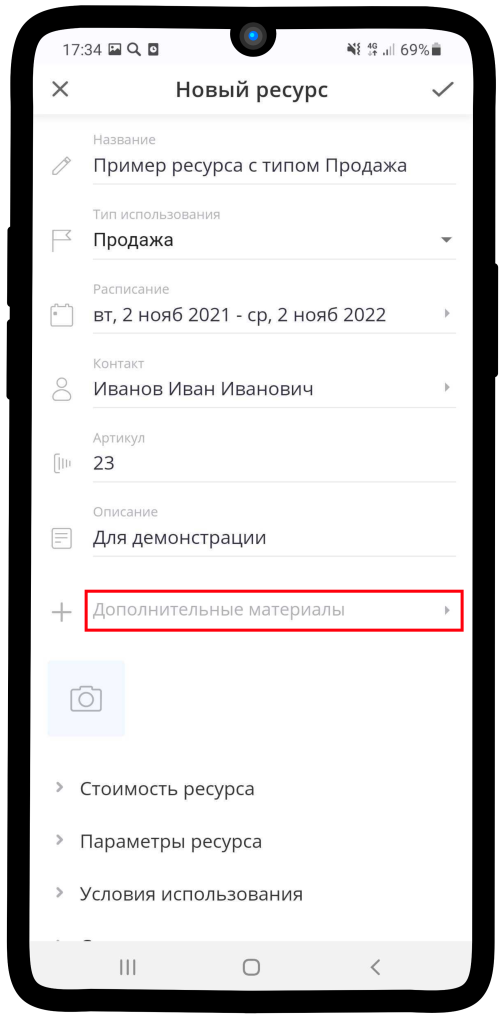 17:34 4G 69%
Новый ресурс
Название
Пример ресурса с типом Продажа
Тип использования
Продажа
Расписание
вт, 2 нояб 2021 - ср, 2 нояб 2022
Контакт
Иванов Иван Иванович
Артикул
23
Описание
Для демонстрации
Дополнительные материалы
Стоимость ресурса
Параметры ресурса
Условия использования